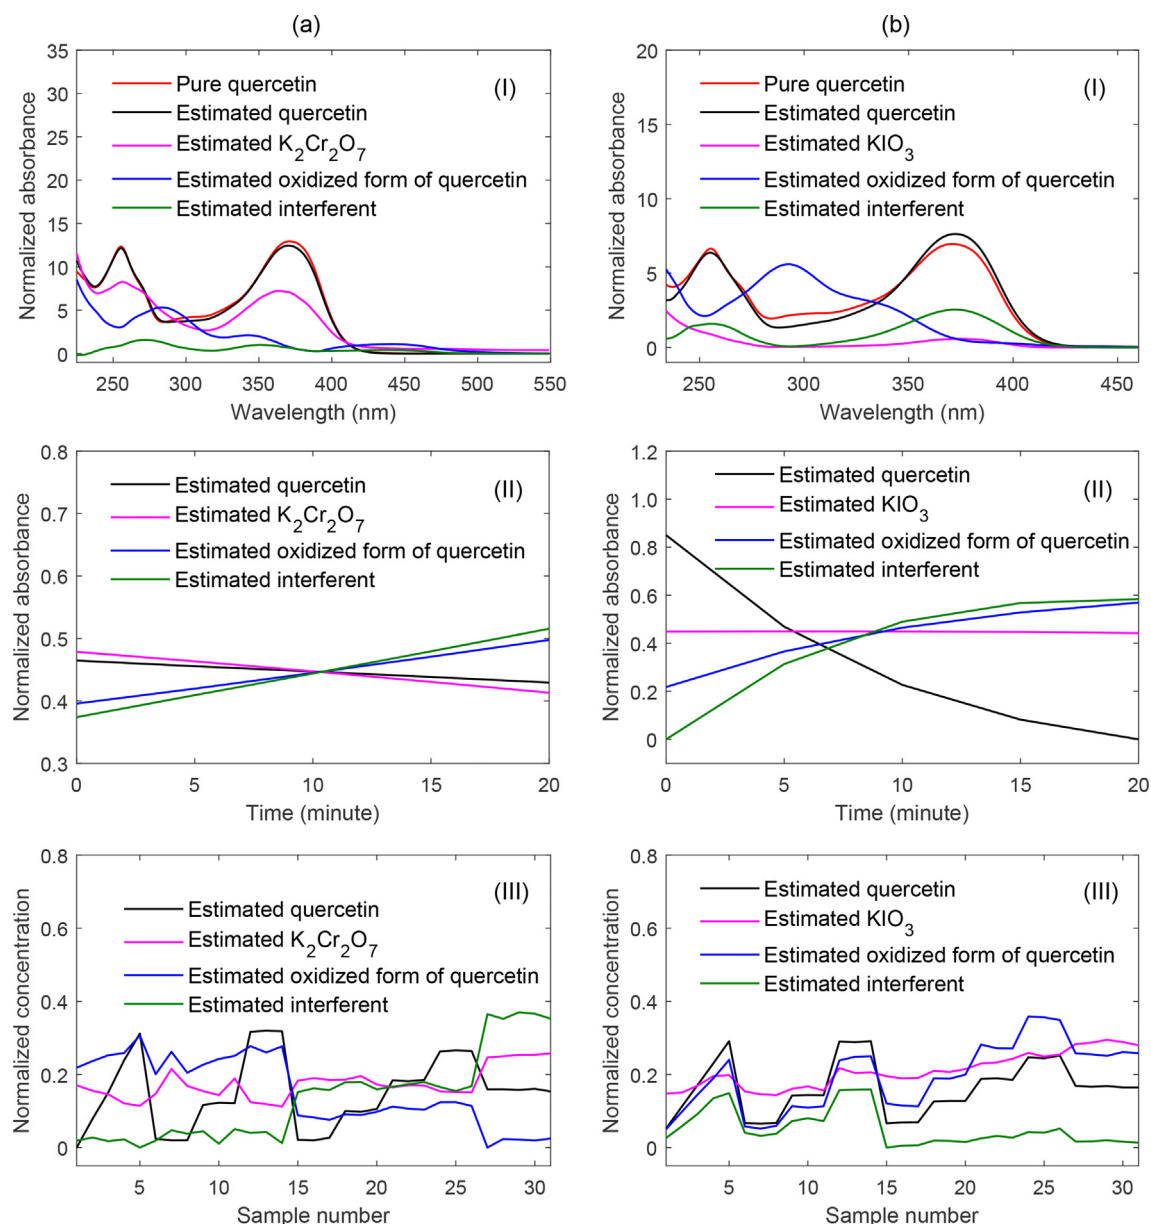 (a)
35
30
25
20
15
10
5
0
Normalized absorbance
Pure quercetin
Estimated quercetin
Estimated K2Cr2O7
Estimated oxidized form of quercetin
Estimated interferent
(I)
250 300 350 400 450 500 550
Wavelength (nm)
(b)
20
15
10
5
0
Normalized absorbance
Pure quercetin
Estimated quercetin
Estimated KIO3
Estimated oxidized form of quercetin
Estimated interferent
(I)
250 300 350 400 450
Wavelength (nm)
0.8
0.7
0.6
0.5
0.4
0.3
Normalized absorbance
Estimated quercetin
Estimated K2Cr2O7
Estimated oxidized form of quercetin
Estimated interferent
(II)
0 5 10 15 20
Time (minute)
1.2
1.0
0.8
0.6
0.4
0.2
0
Normalized absorbance
Estimated quercetin
Estimated KIO3
Estimated oxidized form of quercetin
Estimated interferent
(II)
0 5 10 15 20
Time (minute)
0.8
0.6
0.4
0.2
0
Normalized concentration
Estimated quercetin
Estimated K2Cr2O7
Estimated oxidized form of quercetin
Estimated interferent
(III)
5 10 15 20 25 30
Sample number
0.8
0.6
0.4
0.2
0
Normalized concentration
Estimated quercetin
Estimated KIO3
Estimated oxidized form of quercetin
Estimated interferent
(III)
5 10 15 20 25 30
Sample number